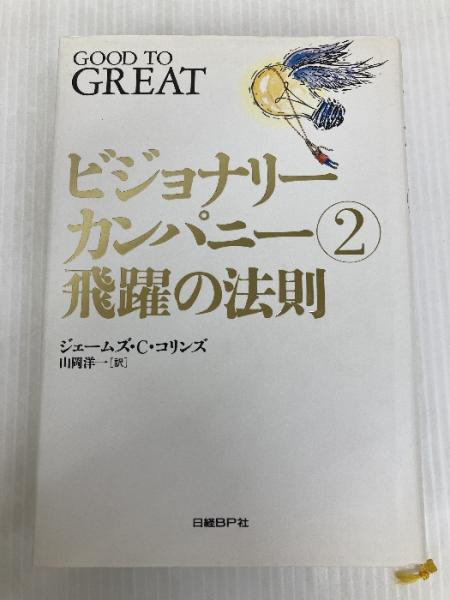 GOOD TO
GREAT
ビジョナリー
カンパニー②
飛躍の法則
ジェームズ・C・コリンズ
山岡洋一[訳]
日経BP社